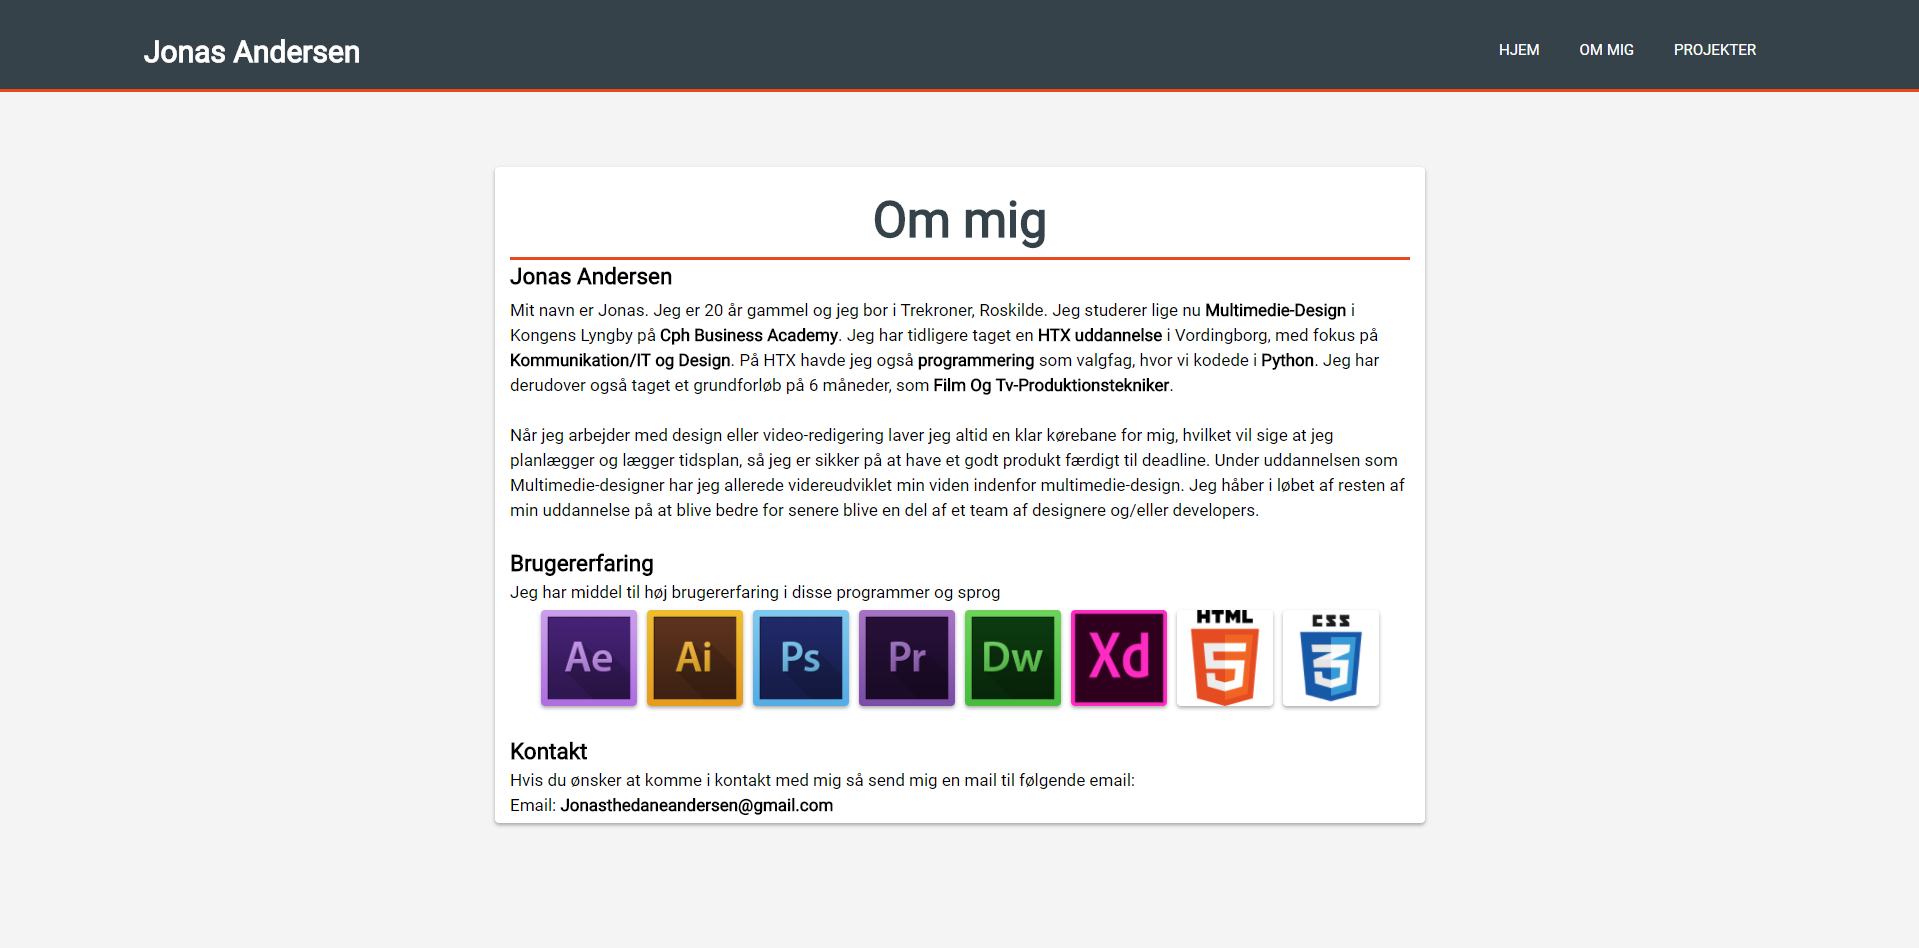 Jonas Andersen
HJEM
OM MIG
PROJEKTER
Om mig
Jonas Andersen
Mit navn er Jonas. Jeg er 20 år gammel og jeg bor i Trekroner, Roskilde. Jeg studerer lige nu Multimedie-Design i
Kongens Lyngby på Cph Business Academy. Jeg har tidligere taget en HTX uddannelse i Vordingborg, med fokus på
Kommunikation/IT og Design. På HTX havde jeg også programmering som valgfag, hvor vi kodede i Python. Jeg har
derudover også taget et grundforløb på 6 måneder, som Film Og Tv-Produktionstekniker.
Når jeg arbejder med design eller video-redigering laver jeg altid en klar kørebane for mig, hvilket vil sige at jeg
planlægger og lægger tidsplan, så jeg er sikker på at have et godt produkt færdigt til deadline. Under uddannelsen som
Multimedie-designer har jeg allerede videreudviklet min viden indenfor multimedie-design. Jeg håber i løbet af resten af
min uddannelse på at blive bedre for senere blive en del af et team af designere og/eller developers.
Brugererfaring
Jeg har middel til høj brugererfaring i disse programmer og sprog
Ae
Ai
Ps
Pr
Dw
Xd
HTML
5
CSS
3
Kontakt
Hvis du ønsker at komme i kontakt med mig så send mig en mail til følgende email:
Email: Jonasthedaneandersen@gmail.com